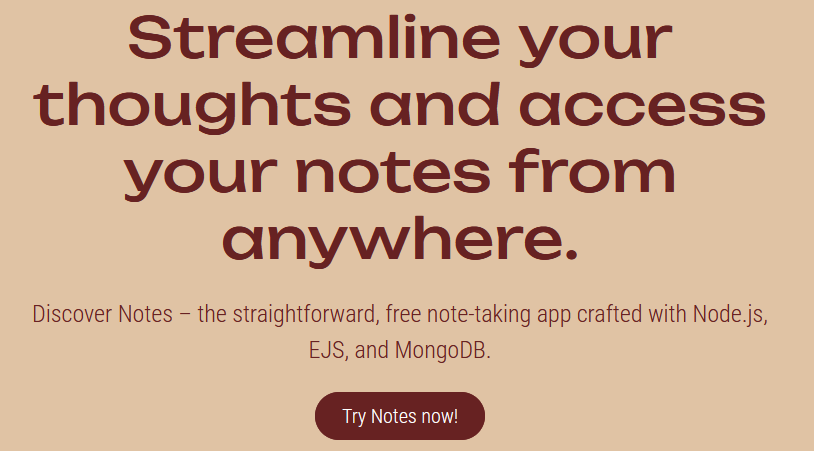 Streamline your
thoughts and access
your notes from
anywhere.
Discover Notes – the straightforward, free note-taking app crafted with Node.js,
EJS, and MongoDB.
Try Notes now!